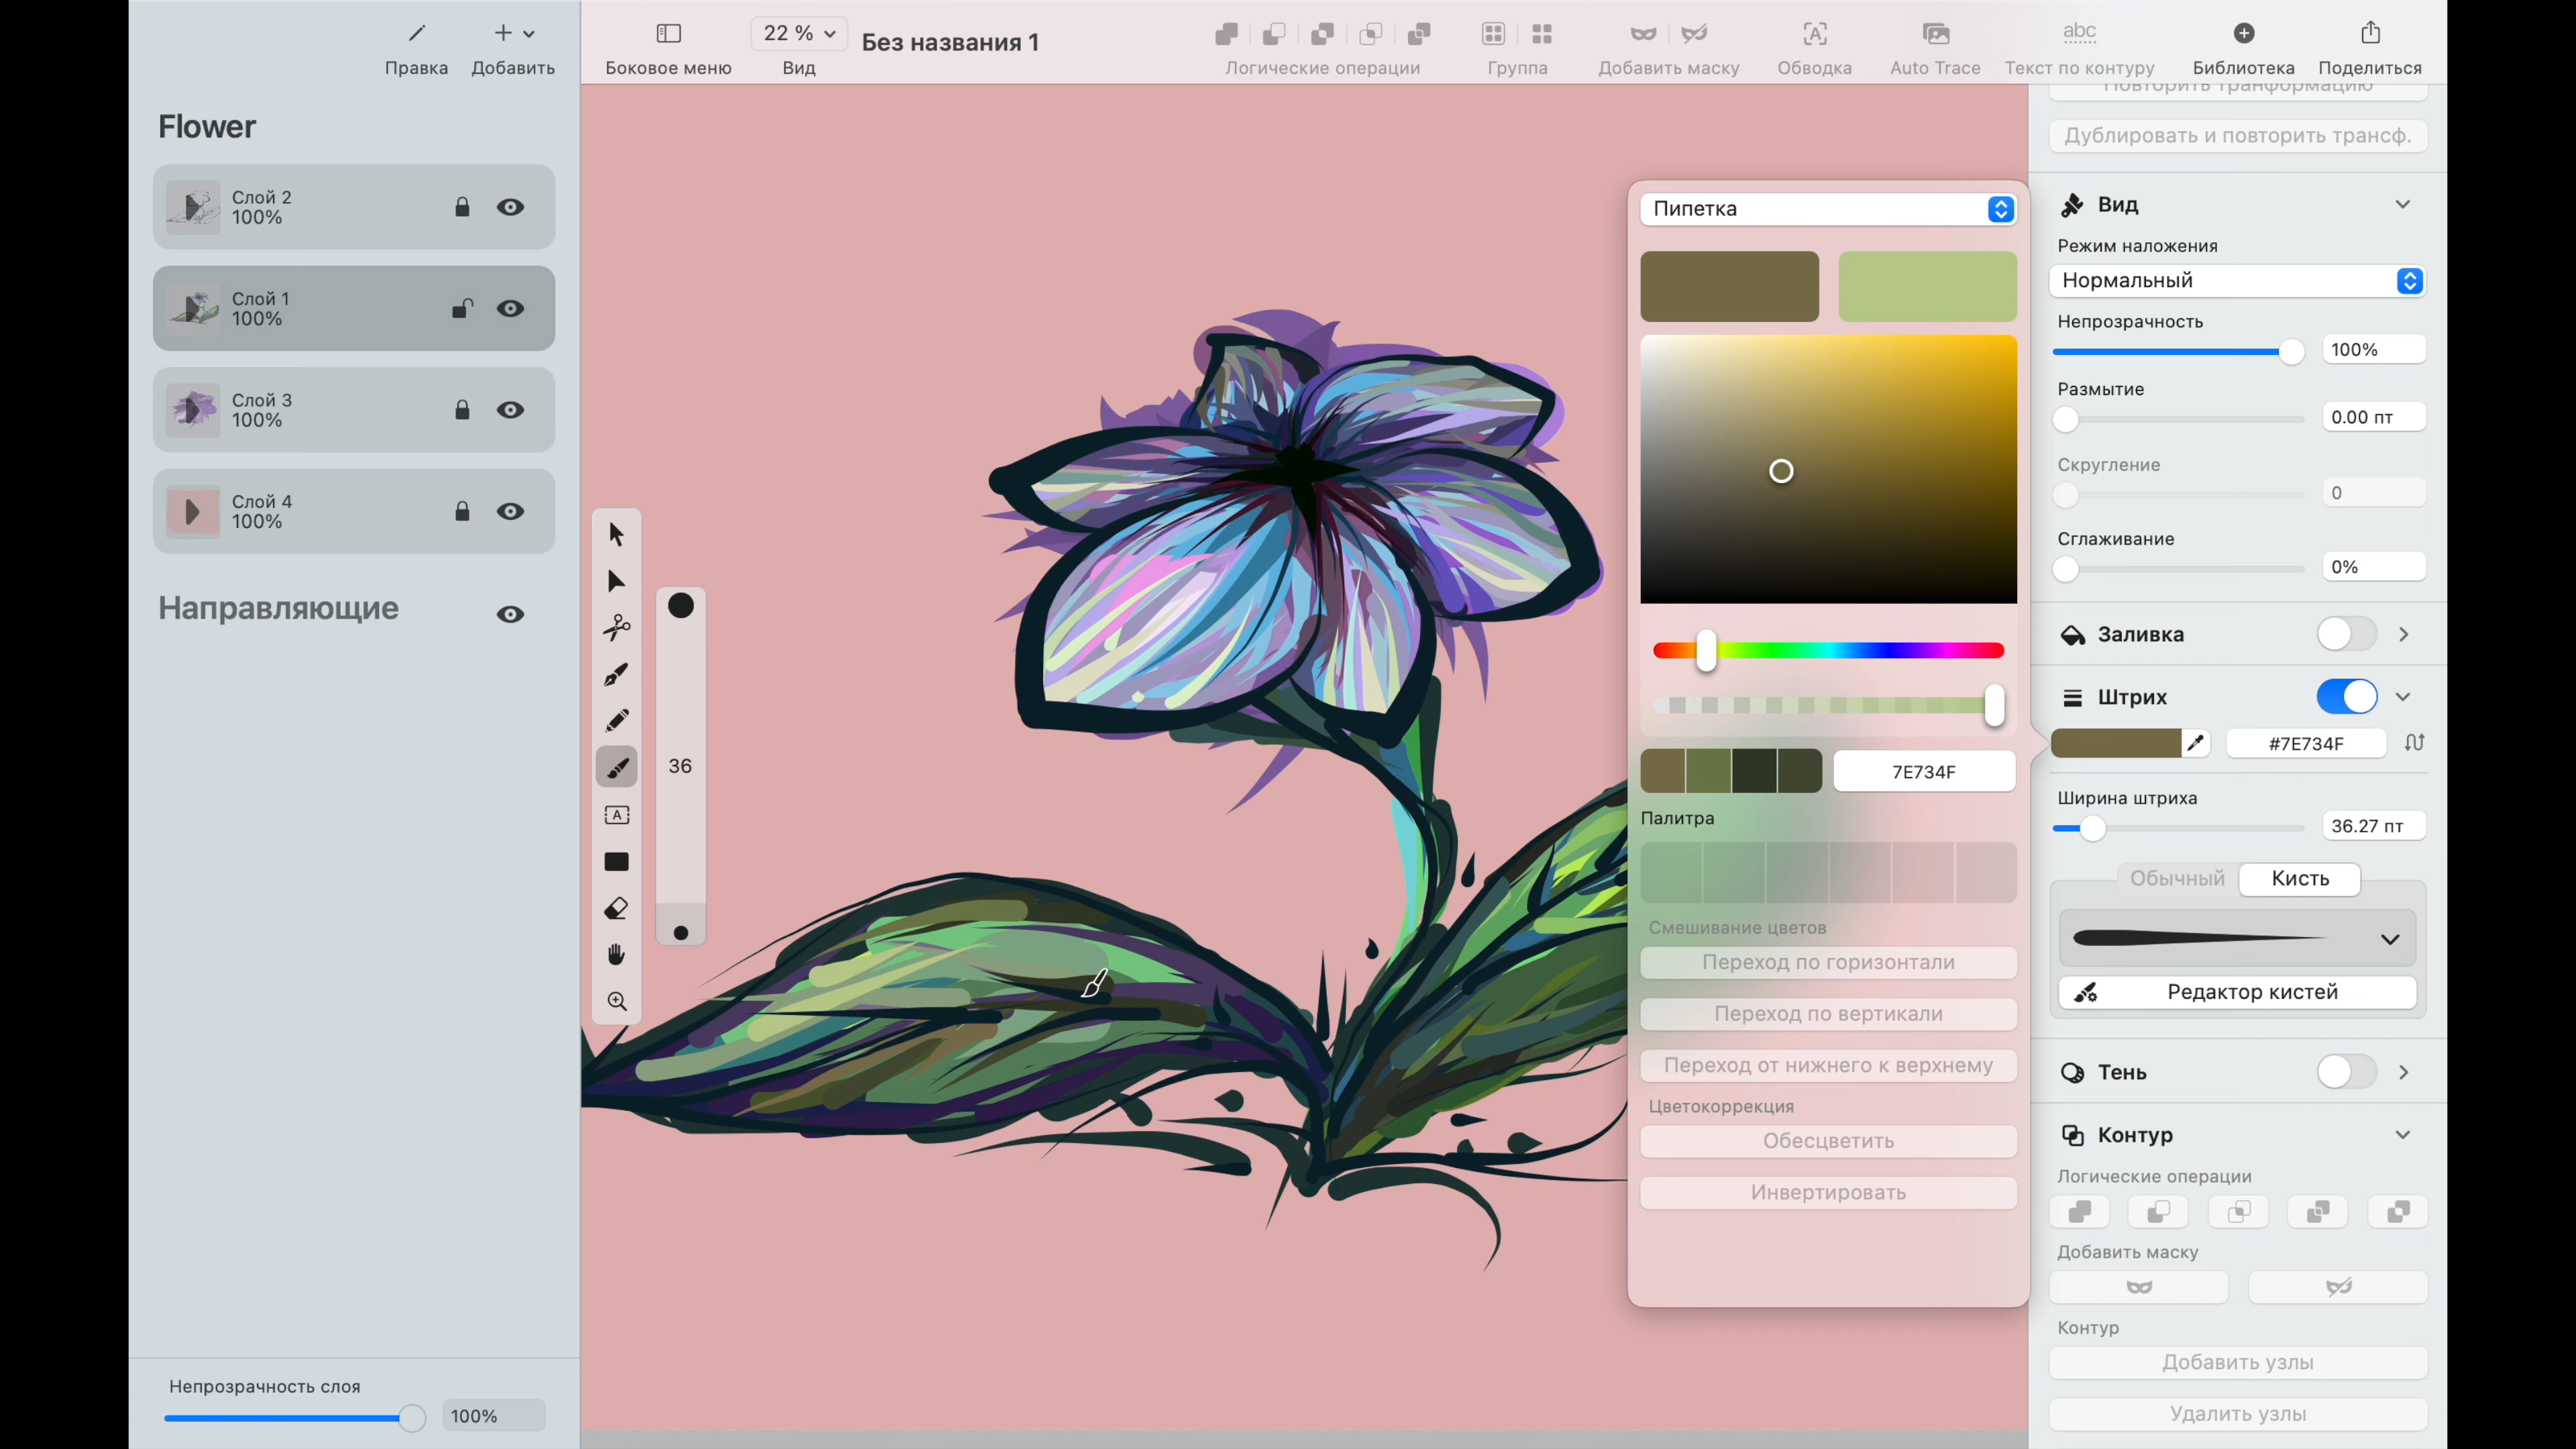 Правка
Добавить
Flower
Слой 2
100%
Слой 1
100%
Слой 3
100%
Слой 4
100%
Направляющие
Непрозрачность слоя
100%
Боковое меню
22 %
Вид
Без названия 1
Логические операции
Группа
Добавить маску
Обводка
Auto Trace
abc
Текст по контуру
Библиотека
Поделиться
A
36
Пипетка
7E734F
Палитра
Смешивание цветов
Переход по горизонтали
Переход по вертикали
Переход от нижнего к верхнему
Цветокоррекция
Обесцветить
Инвертировать
Повторить транформацию
Дублировать и повторить трансф.
Вид
Режим наложения
Нормальный
Непрозрачность
100%
Размытие
0.00 пт
Скругление
0
Сглаживание
0%
Заливка
Штрих
#7E734F
Ширина штриха
36.27 пт
Обычный
Кисть
Редактор кистей
Тень
Контур
Логические операции
Добавить маску
Контур
Добавить узлы
Удалить узлы